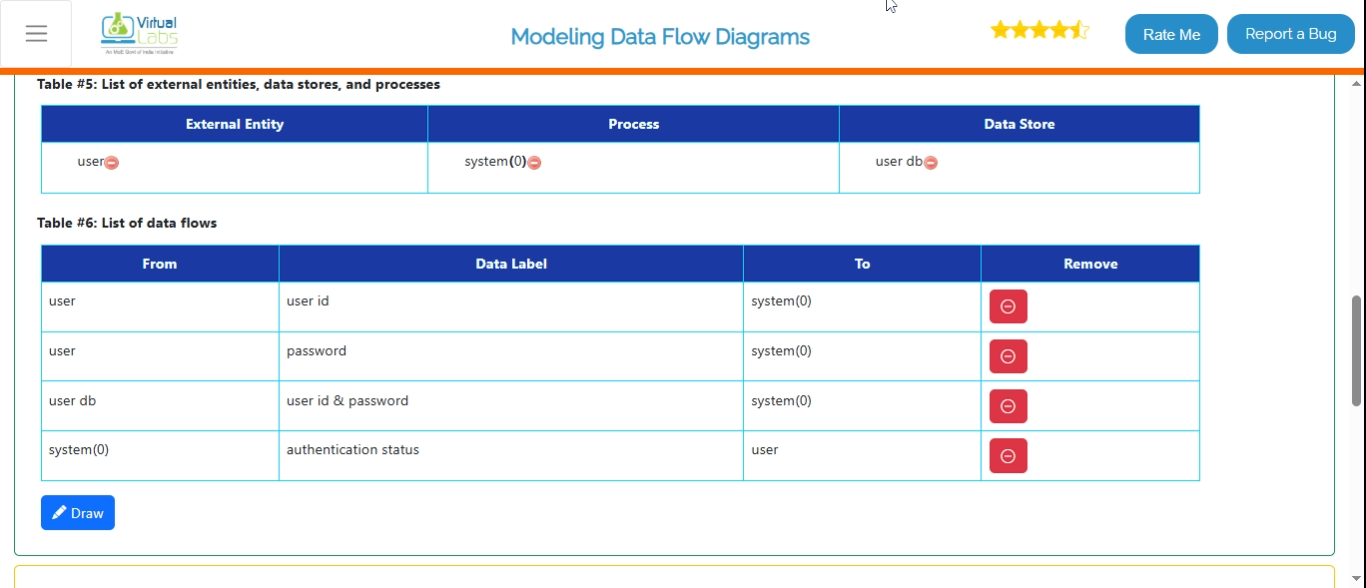 Virtual
Labs
An MoE Govt of India Initiative
Modeling Data Flow Diagrams
Rate Me
Report a Bug
Table #5: List of external entities, data stores, and processes
External Entity Process Data Store
user system(0) user db
Table #6: List of data flows
From Data Label To Remove
user user id system(0)
user password system(0)
user db user id & password system(0)
system(0) authentication status user
Draw